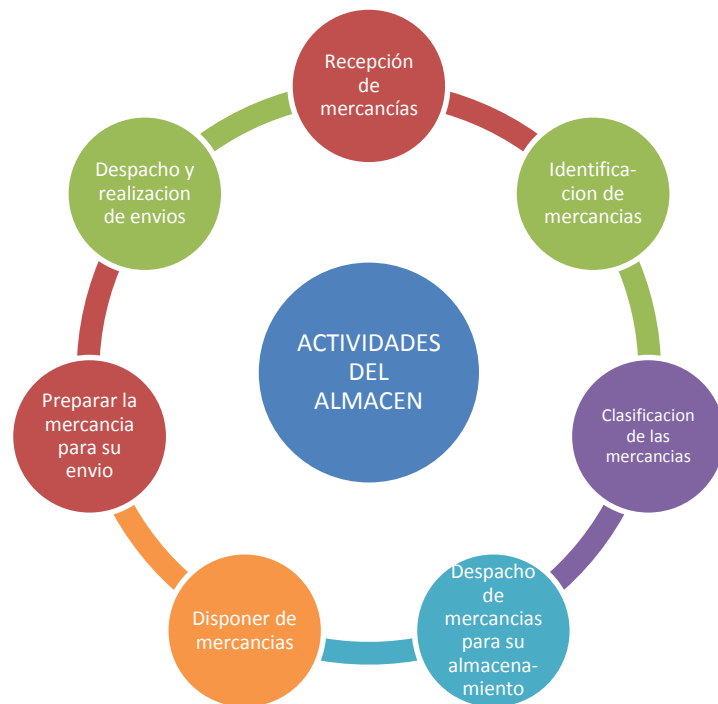 Recepción
de
mercancías
Identifica-
cion de
mercancias
Clasificacion
de las
mercancias
Despacho
de
mercancias
para su
almacena-
miento
Disponer de
mercancias
Preparar la
mercancia
para su
envio
Despacho y
realizacion
de envios
ACTIVIDADES
DEL
ALMACEN